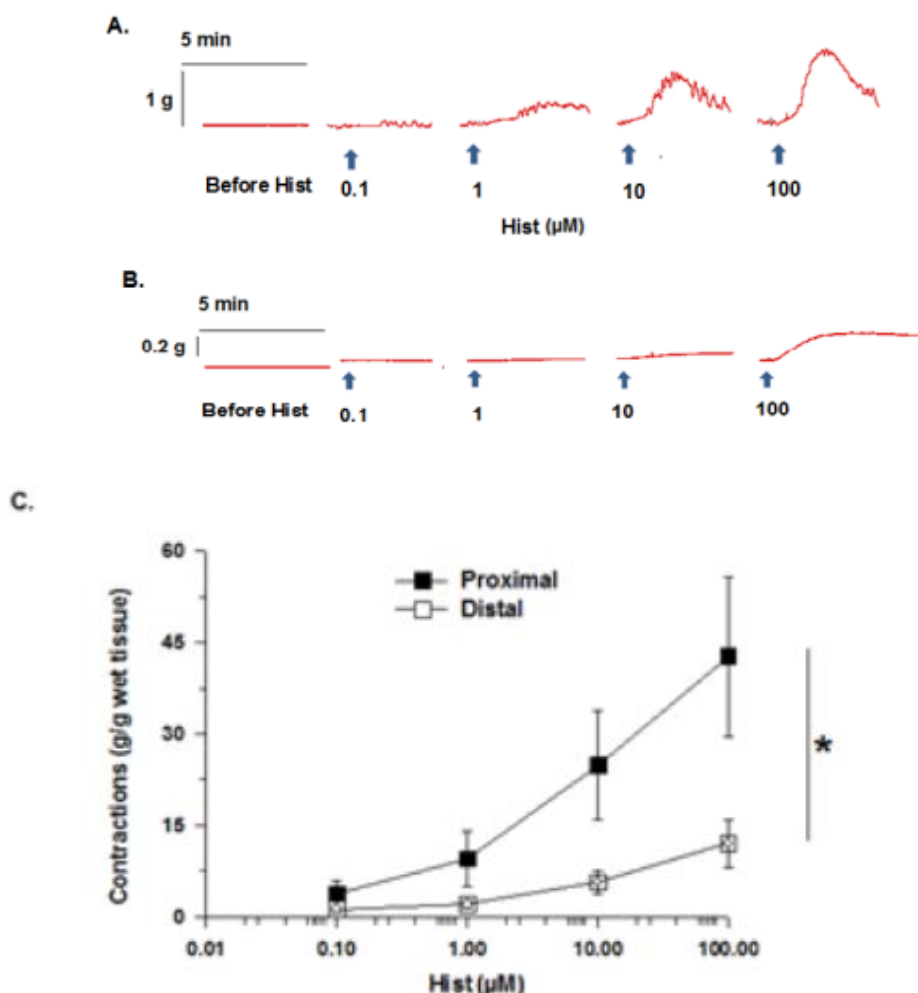 A.
5 min
1 g
Before Hist
0.1
1
10
100
Hist (µM)
B.
5 min
0.2 g
Before Hist
0.1
1
10
100
C.
60
45
30
15
0
Contractions (g/g wet tissue)
Proximal
Distal
*
0.01
0.10
1.00
10.00
100.00
Hist (µM)